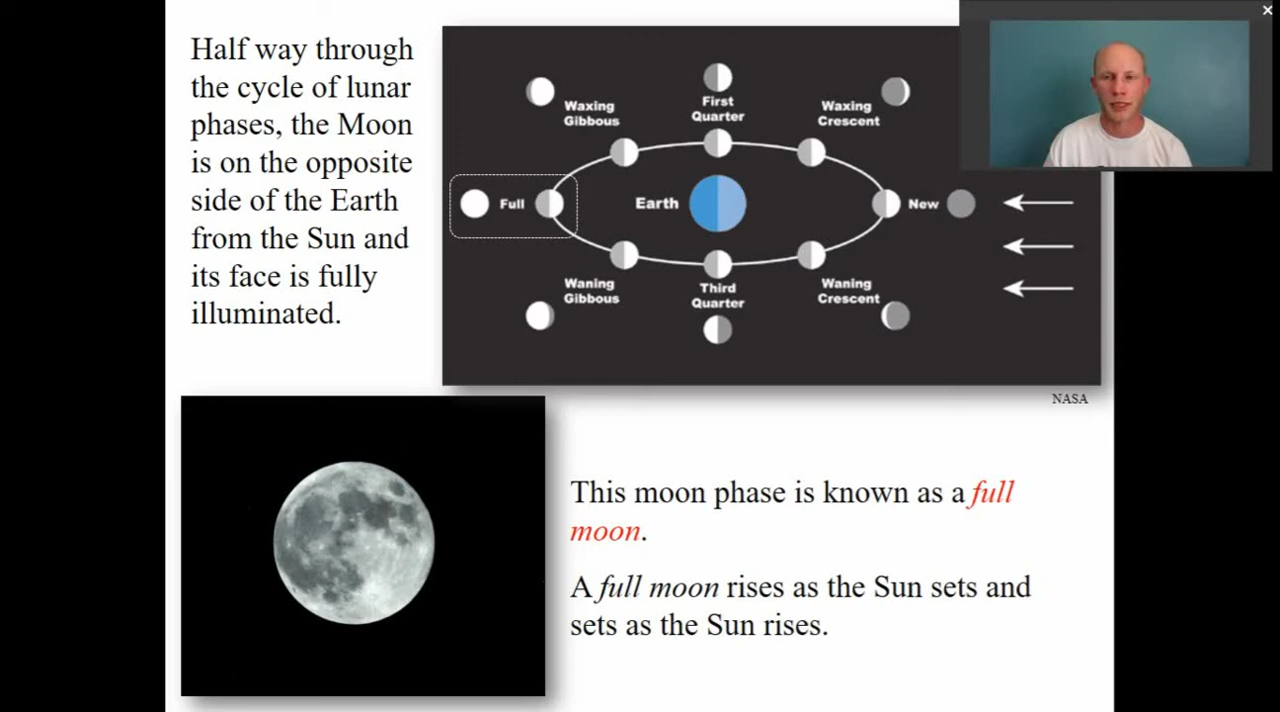 Half way through
the cycle of lunar
phases, the Moon
is on the opposite
side of the Earth
from the Sun and
its face is fully
illuminated.
Waxing
Gibbous
First
Quarter
Waxing
Crescent
Full
Earth
New
Waning
Gibbous
Third
Quarter
Waning
Crescent
NASA
This moon phase is known as a full
moon.
A full moon rises as the Sun sets and
sets as the Sun rises.